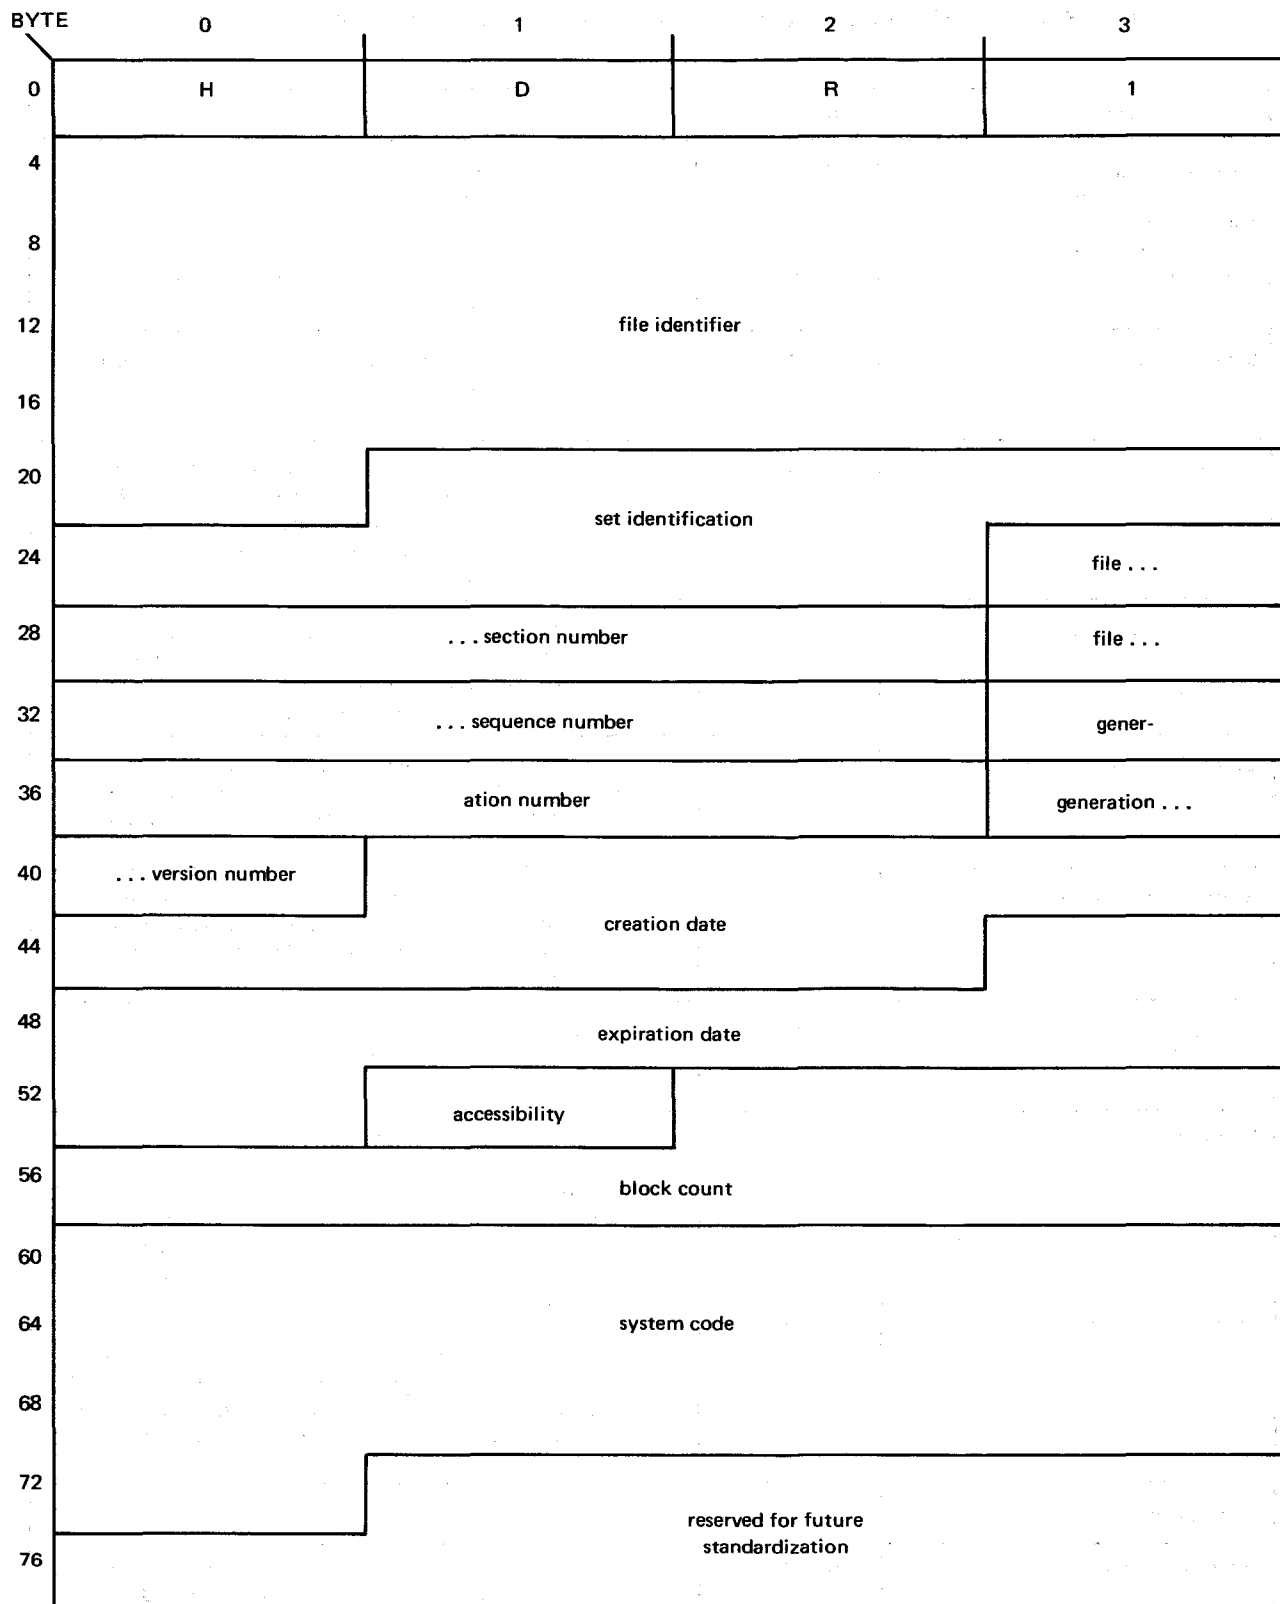 BYTE 0 1 2 3
0 H D R 1
4
8
12 file identifier
16
20
set identification
24 file . . .
28 . . . section number file . . .
32 . . . sequence number gener-
36 ation number generation . . .
40 . . . version number
creation date
44
48
expiration date
52
accessibility
56
block count
60
64 system code
68
72
reserved for future
standardization
76